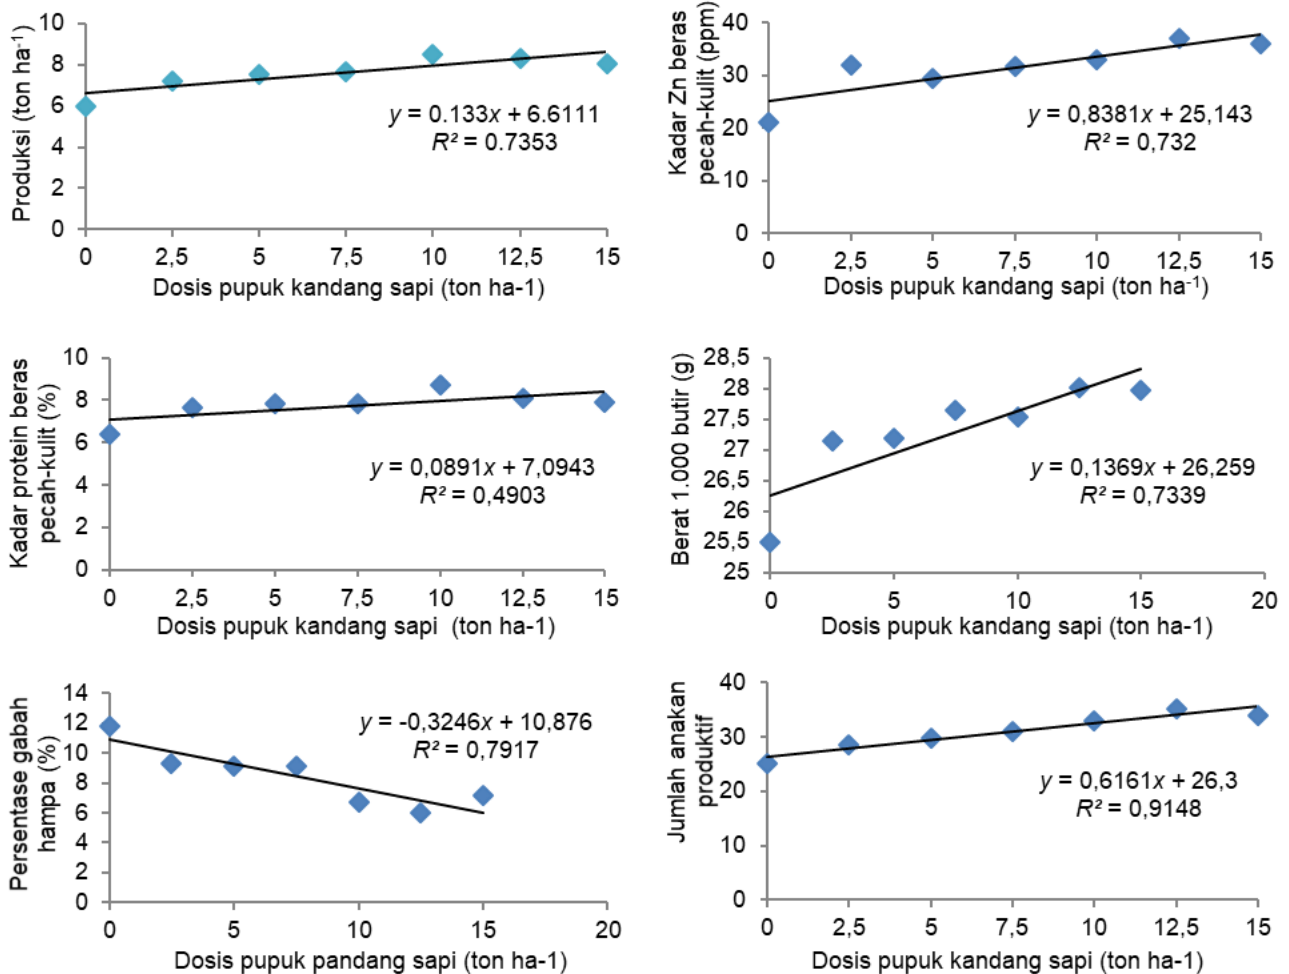 Produksi (ton ha⁻¹)
10
8
6
4
2
0
y = 0.133x + 6.6111
R² = 0.7353
0 2,5 5 7,5 10 12,5 15
Dosis pupuk kandang sapi (ton ha-1)
Kadar Zn beras
pecah-kulit (ppm)
40
30
20
10
0
y = 0,8381x + 25,143
R² = 0,732
0 2,5 5 7,5 10 12,5 15
Dosis pupuk kandang sapi (ton ha⁻¹)
Kadar protein beras
pecah-kulit (%)
10
8
6
4
2
0
y = 0,0891x + 7,0943
R² = 0,4903
0 2,5 5 7,5 10 12,5 15
Dosis pupuk kandang sapi (ton ha-1)
Berat 1.000 butir (g)
28,5
28
27,5
27
26,5
26
25,5
25
y = 0,1369x + 26,259
R² = 0,7339
0 5 10 15 20
Dosis pupuk kandang sapi (ton ha-1)
Persentase gabah
hampa (%)
14
12
10
8
6
4
2
0
y = -0,3246x + 10,876
R² = 0,7917
0 5 10 15 20
Dosis pupuk pandang sapi (ton ha-1)
Jumlah anakan
produktif
40
30
20
10
0
y = 0,6161x + 26,3
R² = 0,9148
0 2,5 5 7,5 10 12,5 15
Dosis pupuk kandang sapi (ton ha-1)